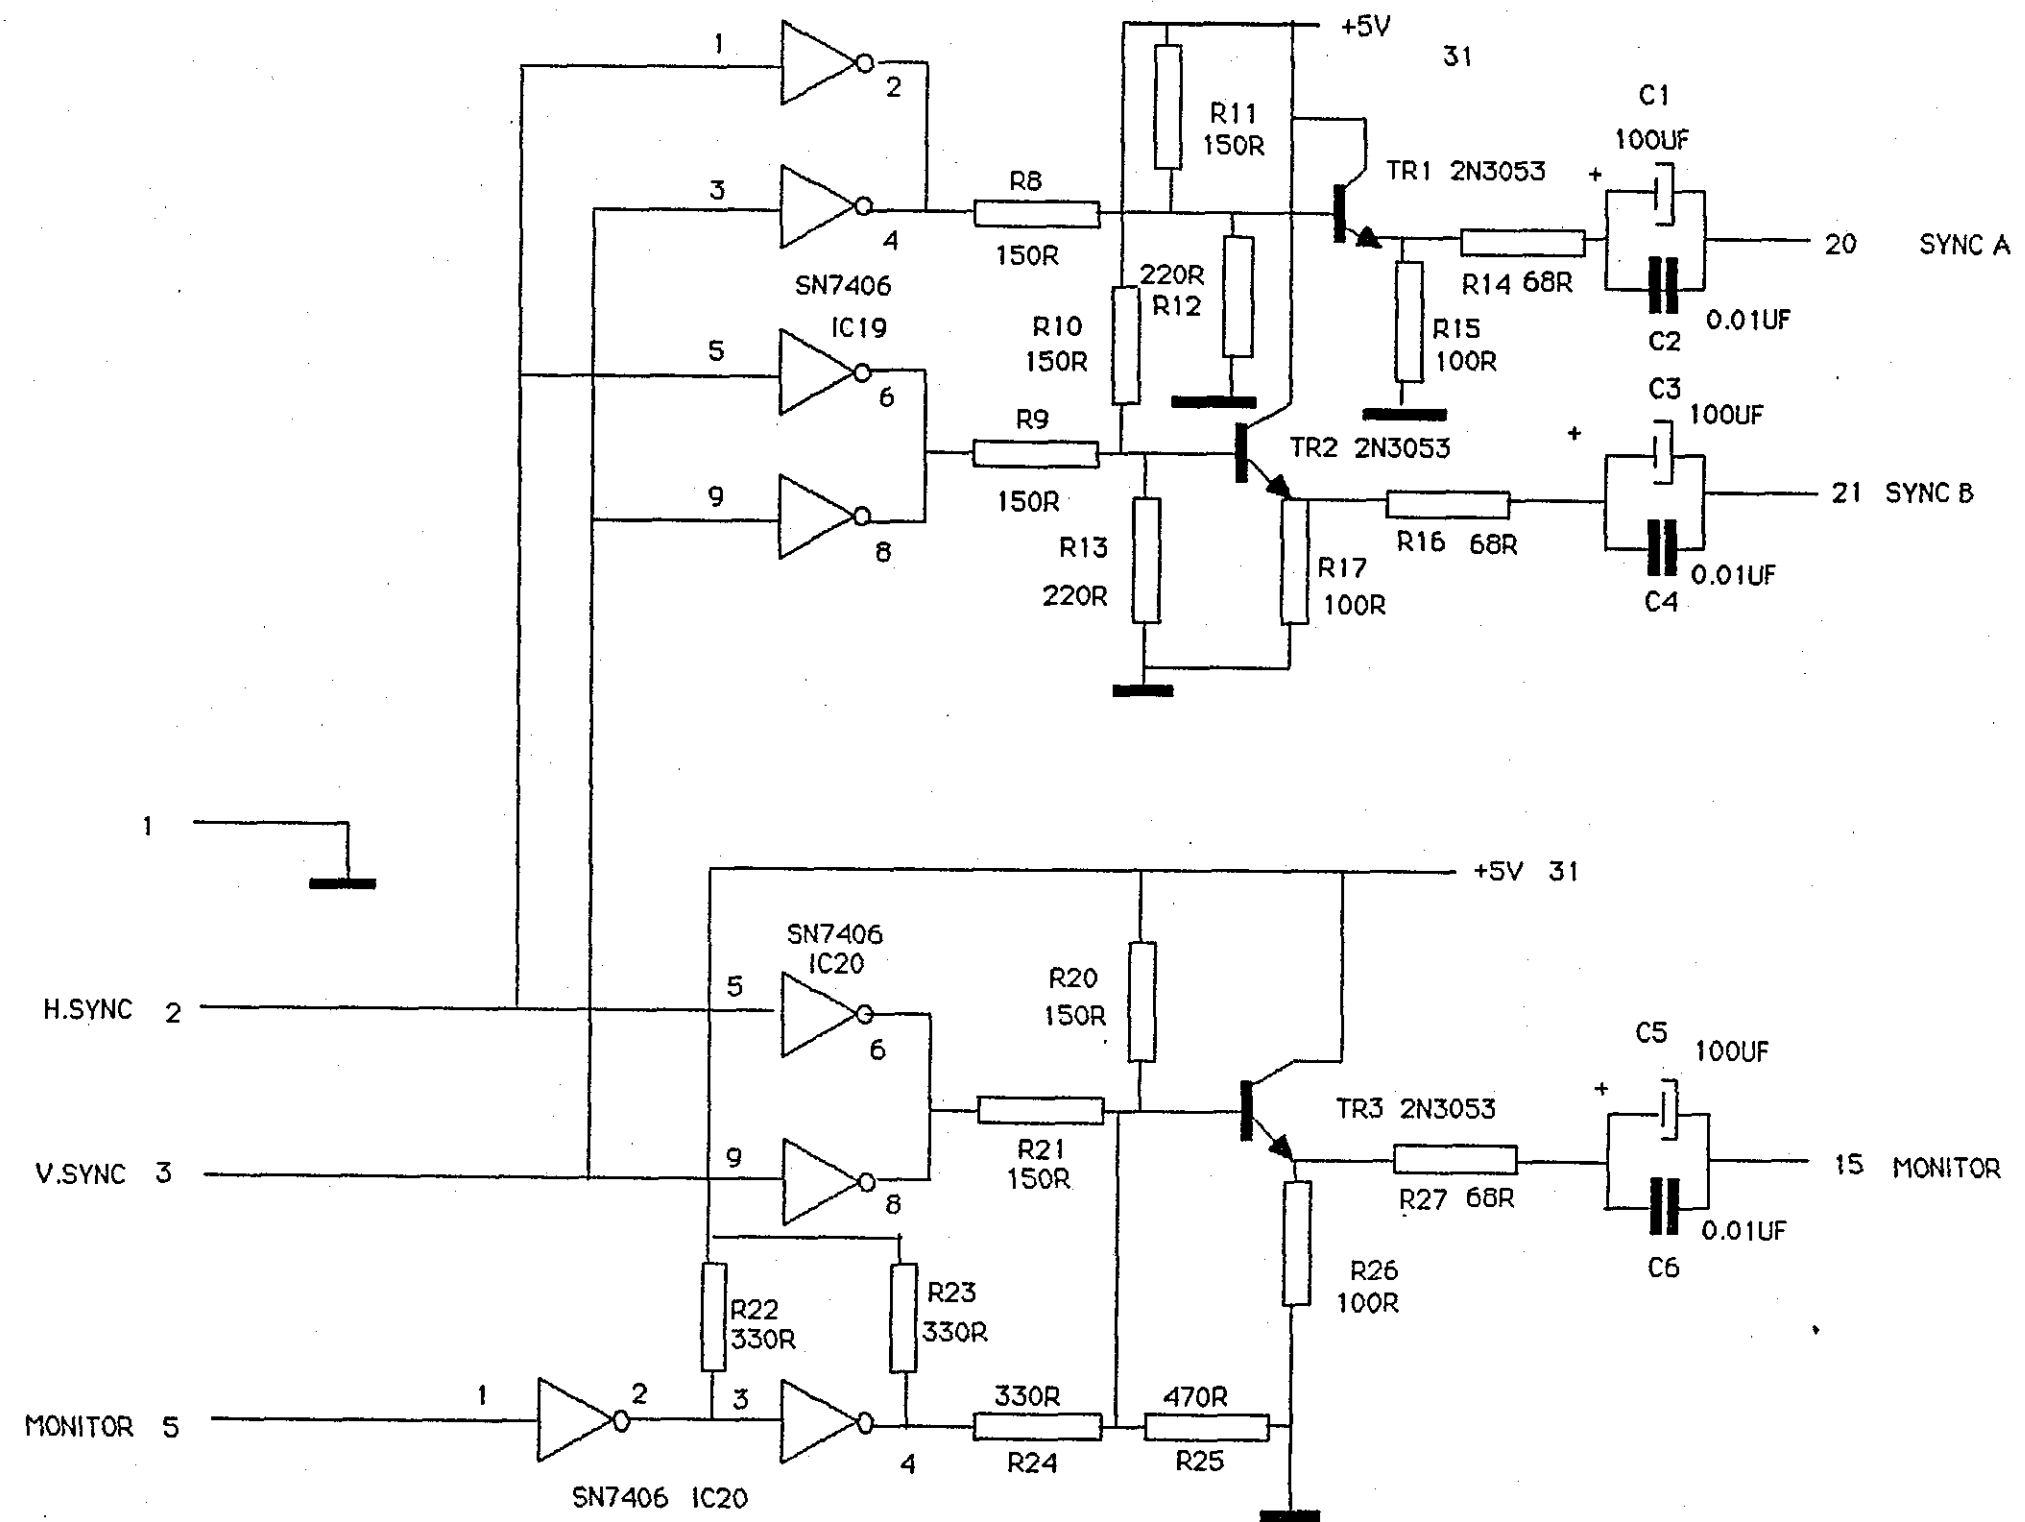 +5V
31
1
2
R11
150R
C1
100UF
+
TR1 2N3053
3
4
R8
150R
SN7406
IC19
220R
R12
R14 68R
20 SYNC A
0.01UF
C2
R15
100R
R10
150R
5
6
R9
150R
C3
100UF
+
TR2 2N3053
9
8
21 SYNC B
R16 68R
R13
220R
R17
100R
0.01UF
C4
1
+5V 31
SN7406
IC20
5
6
R20
150R
H.SYNC 2
C5
100UF
+
TR3 2N3053
R21
150R
V.SYNC 3
9
8
15 MONITOR
R27 68R
0.01UF
C6
R26
100R
R22
330R
R23
330R
MONITOR 5
1
2
3
4
330R
R24
470R
R25
SN7406 IC20